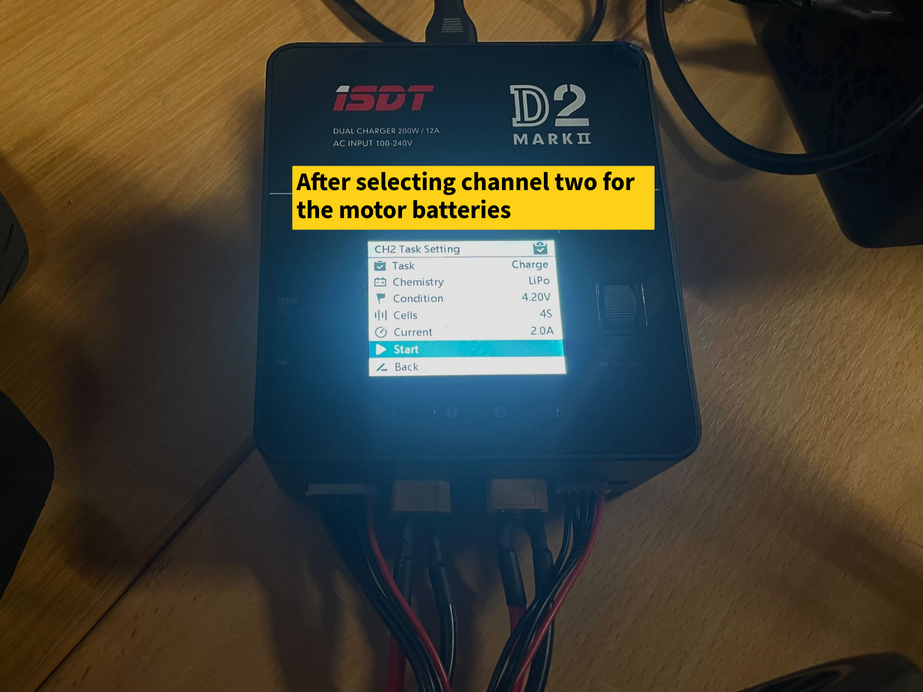 iSDT
D2
MARK II
DUAL CHARGER 200W / 12A
AC INPUT 100-240V
After selecting channel two for
the motor batteries
CH2 Task Setting
Task Charge
Chemistry LiPo
Condition 4.20V
Cells 4S
Current 2.0A
Start
Back